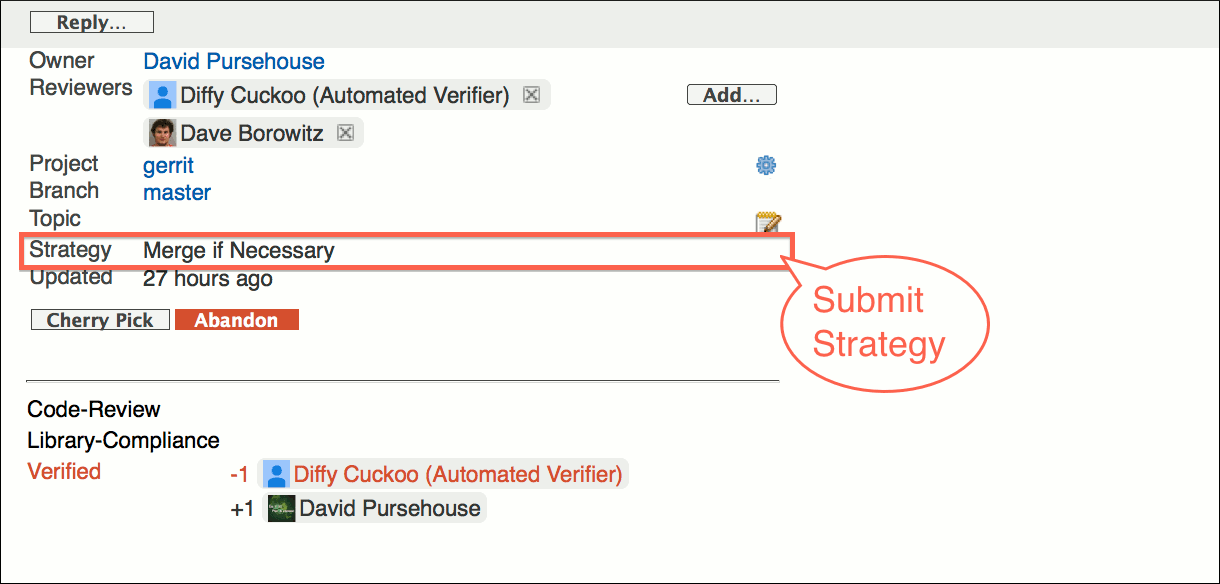 Reply...
Owner David Pursehouse
Reviewers Diffy Cuckoo (Automated Verifier) Add...
Dave Borowitz
Project gerrit
Branch master
Topic
Strategy Merge if Necessary
Updated 27 hours ago
Submit
Strategy
Cherry Pick Abandon
Code-Review
Library-Compliance
Verified -1 Diffy Cuckoo (Automated Verifier)
+1 David Pursehouse